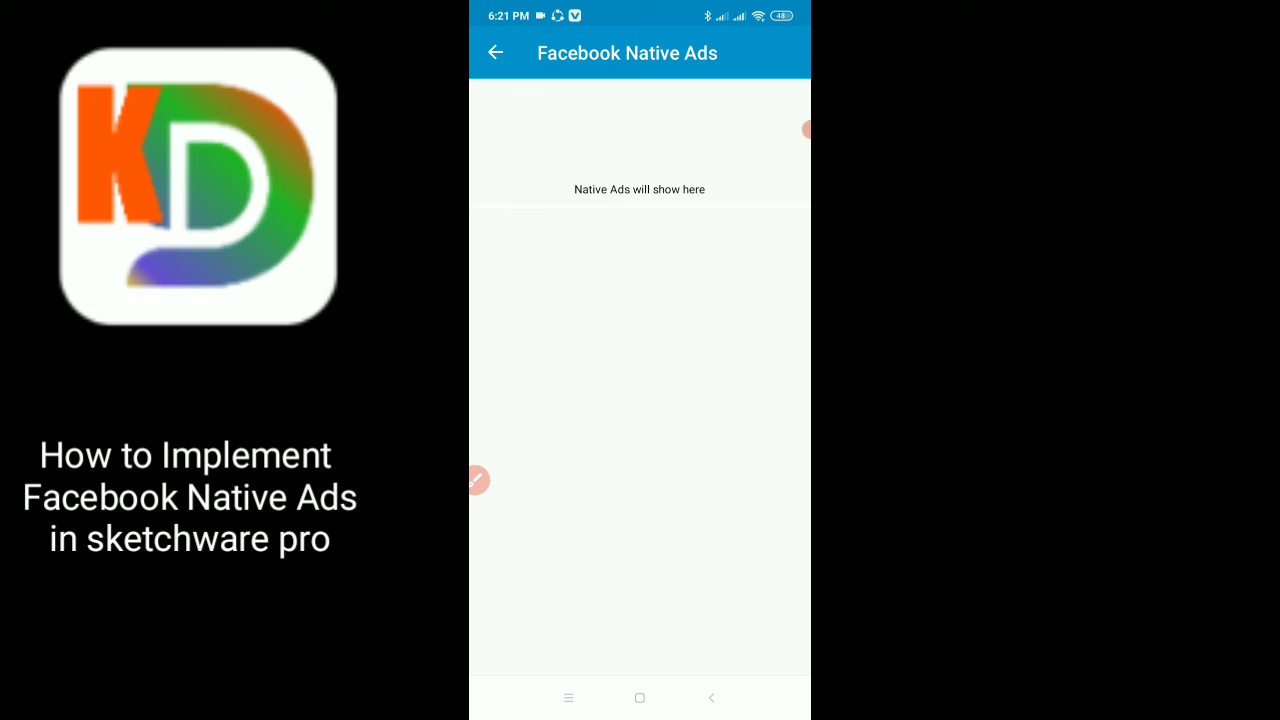 KD
How to Implement
Facebook Native Ads
in sketchware pro
6:21 PM
48
Facebook Native Ads
Native Ads will show here